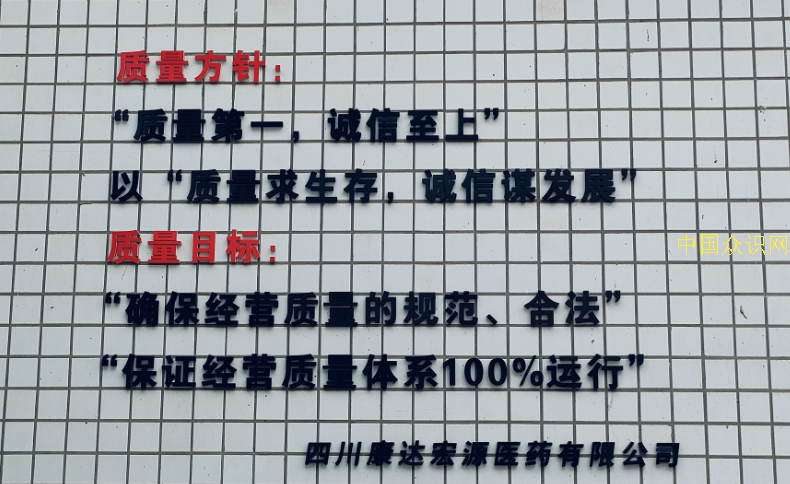 质量方针：
“质量第一，诚信至上”
以“质量求生存，诚信谋发展”
质量目标：
中国众识网
“确保经营质量的规范、合法”
“保证经营质量体系100%运行”
四川康达宏源医药有限公司